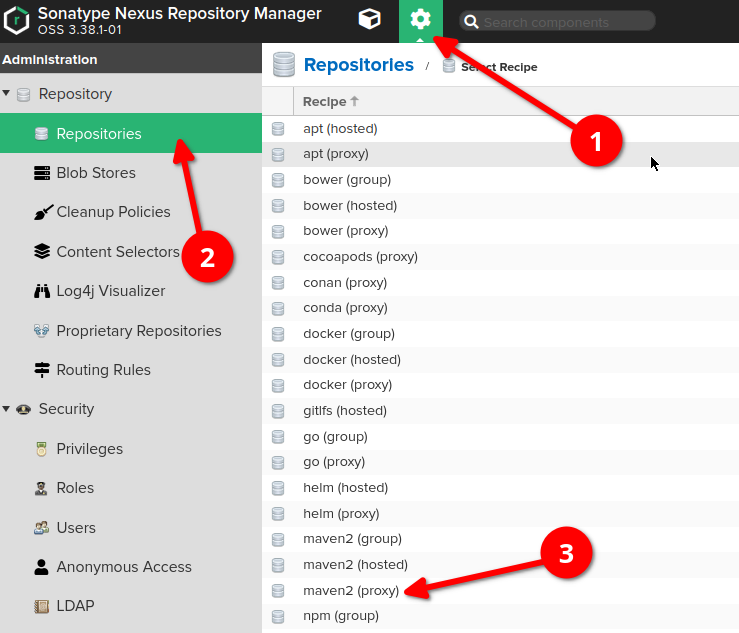 Sonatype Nexus Repository Manager
OSS 3.38.1-01
Search components
Administration
Repositories / Select Recipe
Repository
Repositories
Blob Stores
Cleanup Policies
Content Selectors
Log4j Visualizer
Proprietary Repositories
Routing Rules
Security
Privileges
Roles
Users
Anonymous Access
LDAP
Recipe
apt (hosted)
apt (proxy)
bower (group)
bower (hosted)
bower (proxy)
cocoapods (proxy)
conan (proxy)
conda (proxy)
docker (group)
docker (hosted)
docker (proxy)
gitlfs (hosted)
go (group)
go (proxy)
helm (hosted)
helm (proxy)
maven2 (group)
maven2 (hosted)
maven2 (proxy)
npm (group)
1
2
3